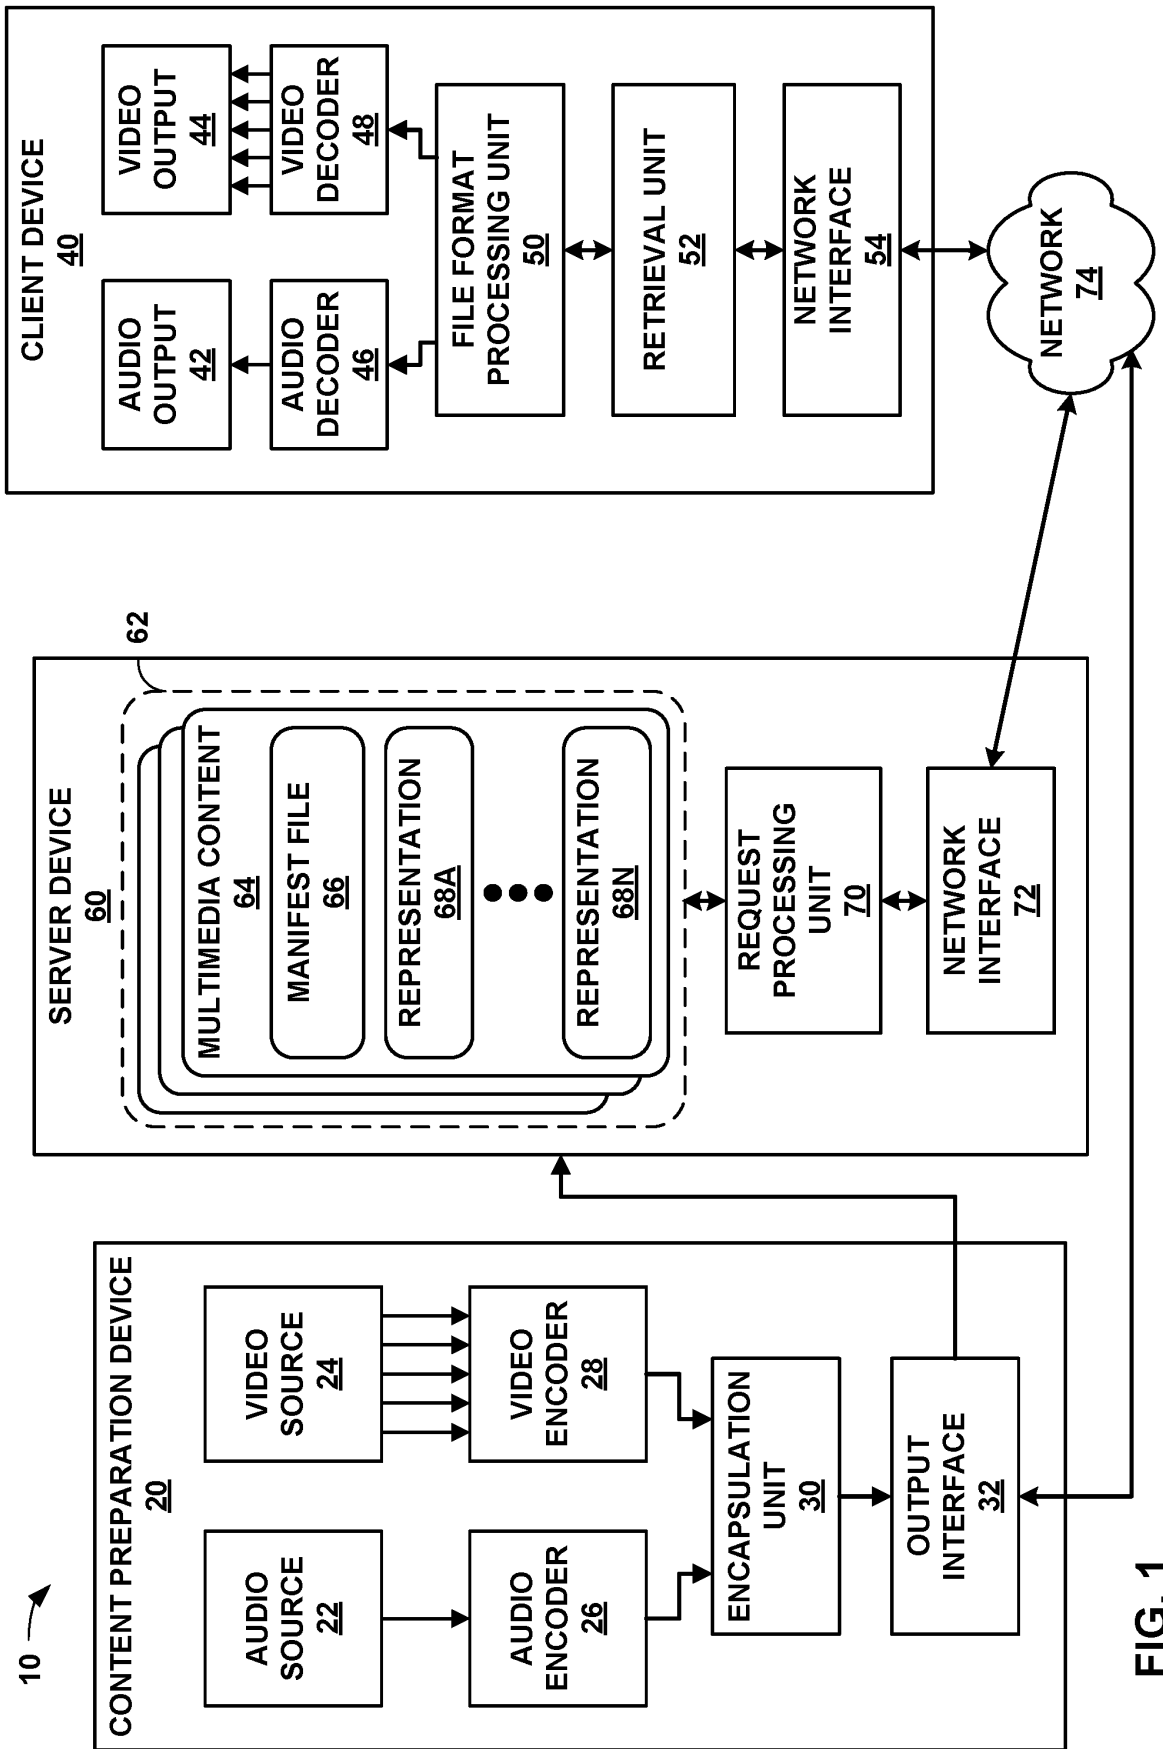 10
CONTENT PREPARATION DEVICE
20
AUDIO
SOURCE
22
VIDEO
SOURCE
24
AUDIO
ENCODER
26
VIDEO
ENCODER
28
ENCAPSULATION
UNIT
30
OUTPUT
INTERFACE
32
SERVER DEVICE
60
62
MULTIMEDIA CONTENT
64
MANIFEST FILE
66
REPRESENTATION
68A
REPRESENTATION
68N
REQUEST
PROCESSING
UNIT
70
NETWORK
INTERFACE
72
CLIENT DEVICE
40
AUDIO
OUTPUT
42
VIDEO
OUTPUT
44
AUDIO
DECODER
46
VIDEO
DECODER
48
FILE FORMAT
PROCESSING UNIT
50
RETRIEVAL UNIT
52
NETWORK
INTERFACE
54
NETWORK
74
FIG. 1